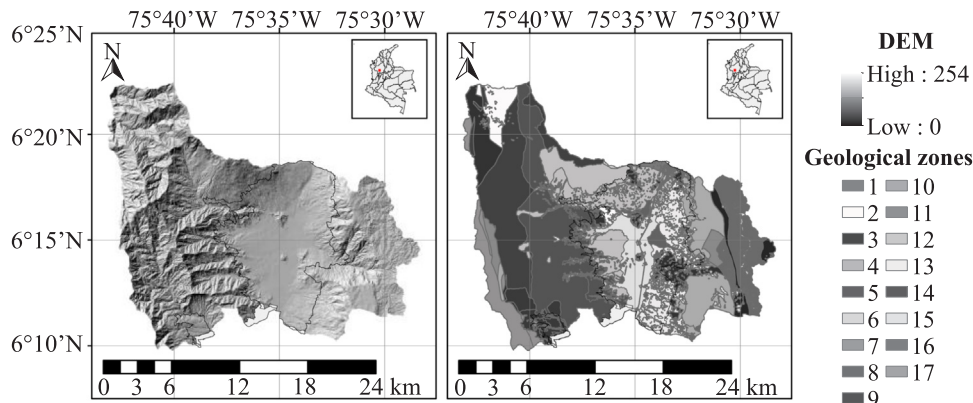 75°40’W 75°35’W 75°30’W
75°40’W 75°35’W 75°30’W
6°25’N
6°20’N
6°15’N
6°10’N
N
0 3 6 12 18 24 km
N
0 3 6 12 18 24 km
DEM
High : 254
Low : 0
Geological zones
1 10
2 11
3 12
4 13
5 14
6 15
7 16
8 17
9